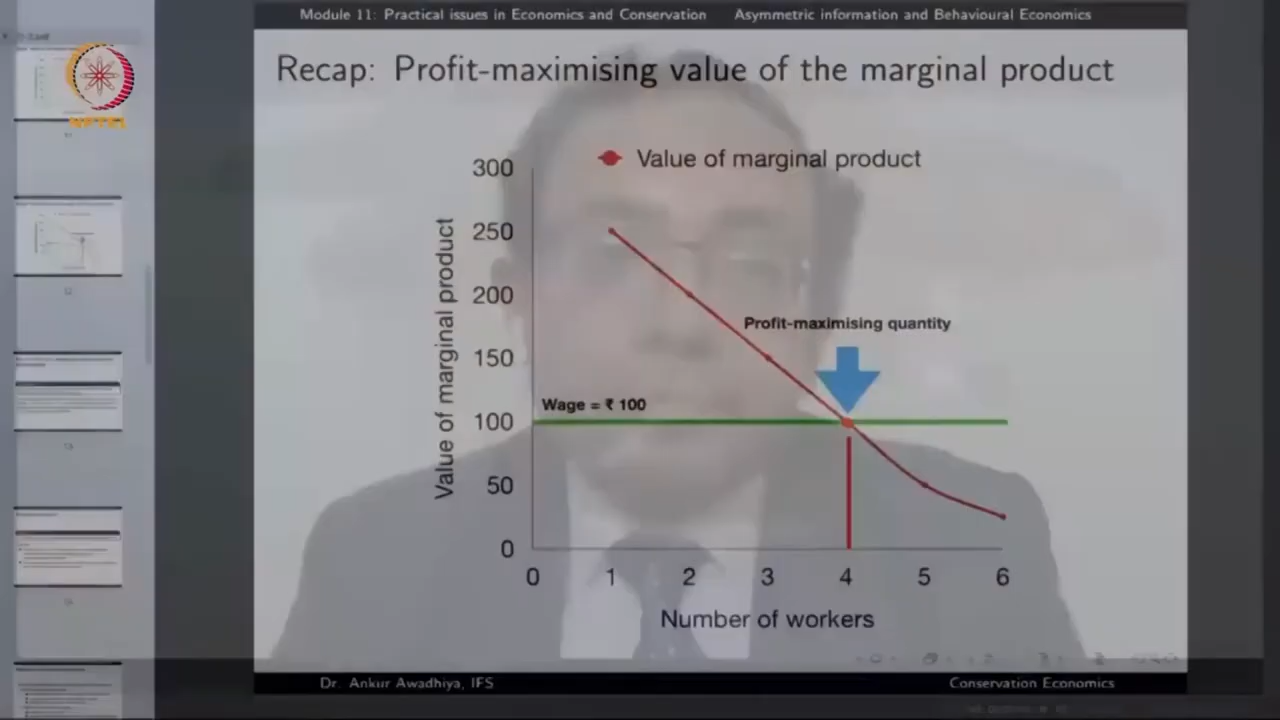 Module 11: Practical issues in Economics and Conservation Asymmetric information and Behavioural Economics
NPTEL
Recap: Profit-maximising value of the marginal product
Value of marginal product
Value of marginal product
300
250
200
150
100
50
0
Profit-maximising quantity
Wage = ₹ 100
0 1 2 3 4 5 6
Number of workers
Dr. Ankur Awadhiya, IFS Conservation Economics